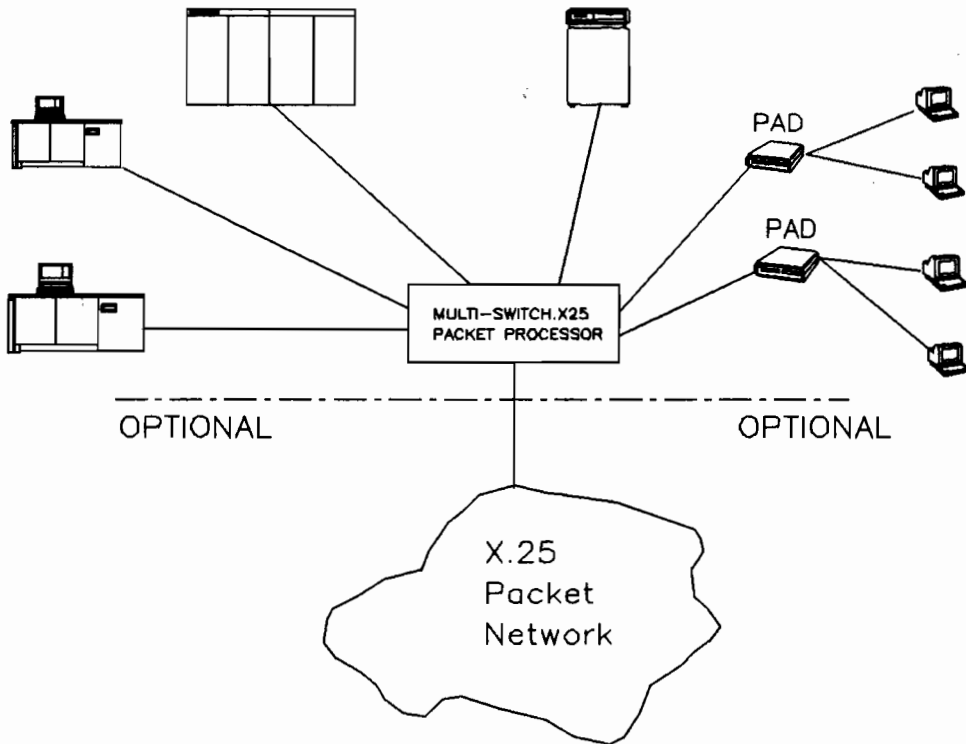 PAD
PAD
MULTI-SWITCH.X25
PACKET PROCESSOR
OPTIONAL
OPTIONAL
X.25
Packet
Network